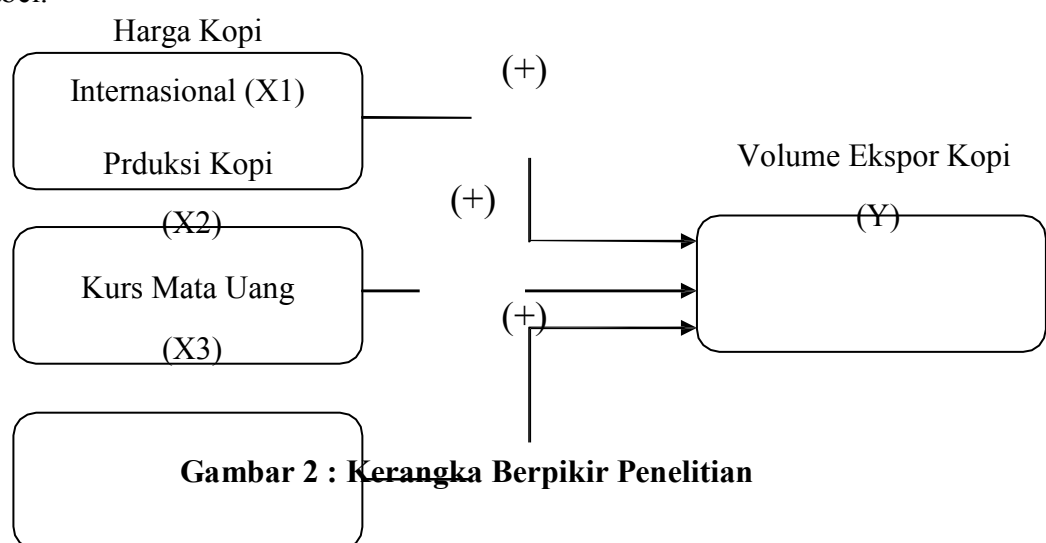 Harga Kopi
Internasional (X1)
(+)
Prduksi Kopi
(X2)
(+)
Kurs Mata Uang
(X3)
(+)
Volume Ekspor Kopi
(Y)
Gambar 2 : Kerangka Berpikir Penelitian